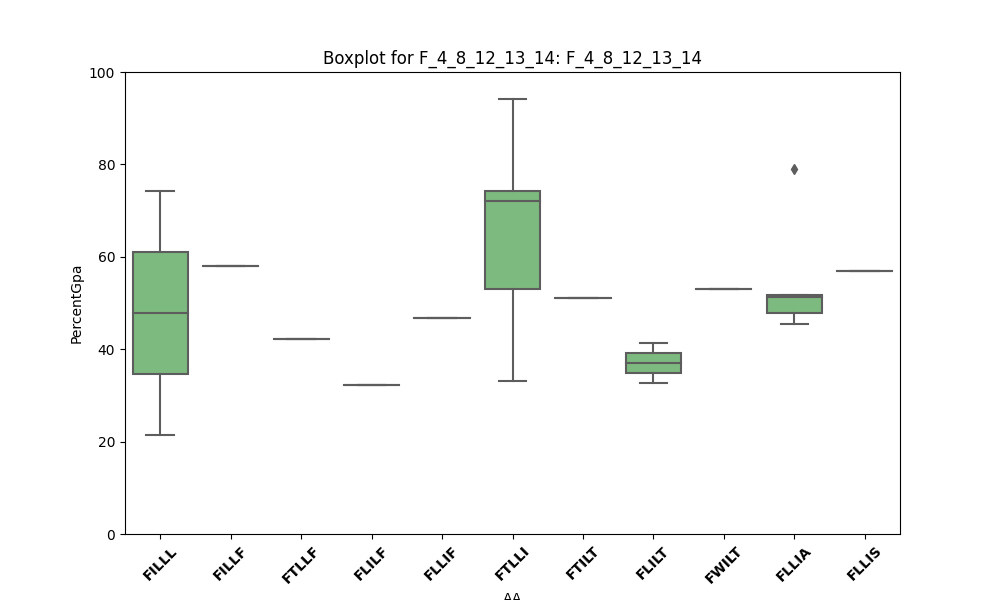 Boxplot for F_4_8_12_13_14: F_4_8_12_13_14
100
80
60
40
20
0
PercentGpa
FILLL
FILLF
FTLLF
FLILF
FLLIF
FTLLI
FTILT
FLILT
FWILT
FLLIA
FLLIS
AA